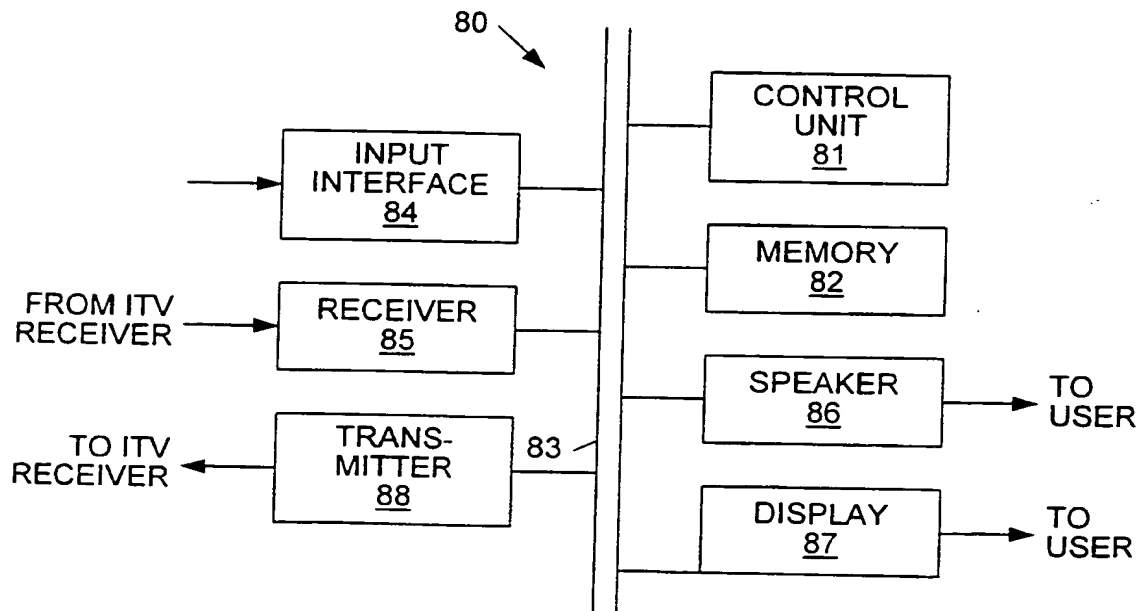 80
CONTROL
UNIT
81
INPUT
INTERFACE
84
MEMORY
82
FROM ITV
RECEIVER
RECEIVER
85
SPEAKER
86
TO
USER
TO ITV
RECEIVER
TRANS-
MITTER
88
83
DISPLAY
87
TO
USER